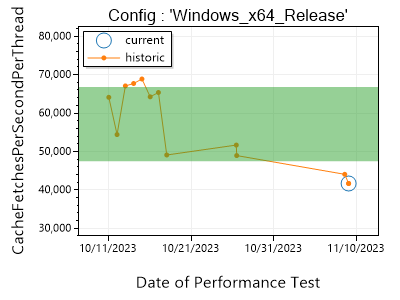 Config : 'Windows_x64_Release'
CacheFetchesPerSecondPerThread
80,000
70,000
60,000
50,000
40,000
30,000
current
historic
10/11/2023
10/21/2023
10/31/2023
11/10/2023
Date of Performance Test